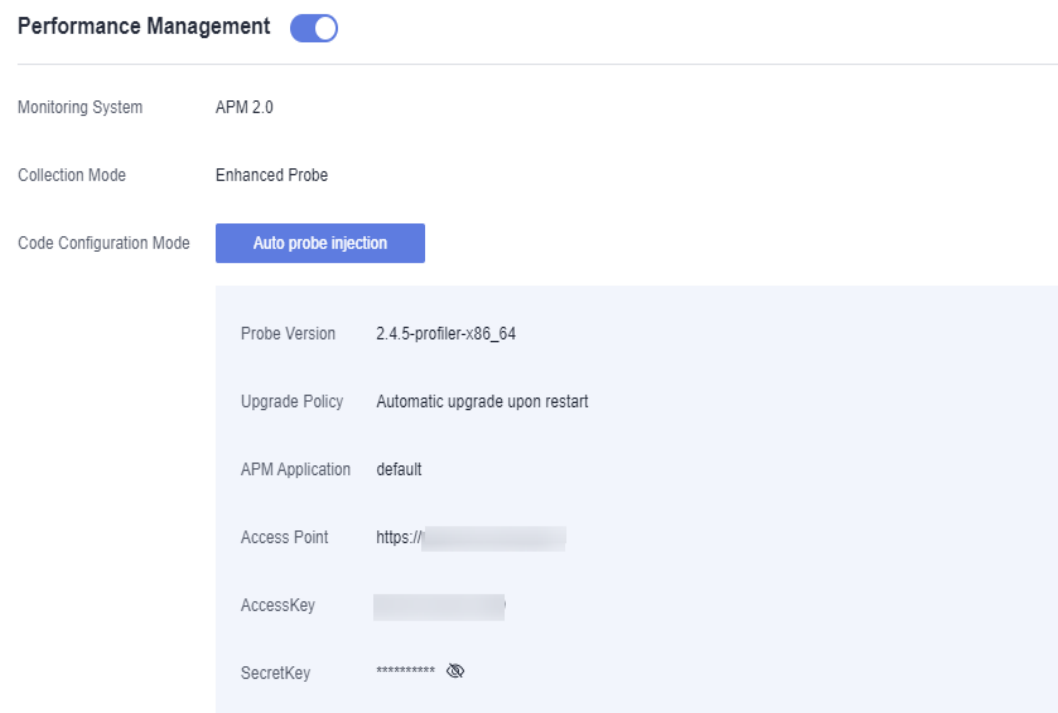 Performance Management
Monitoring System APM 2.0
Collection Mode Enhanced Probe
Code Configuration Mode Auto probe injection
Probe Version 2.4.5-profiler-x86_64
Upgrade Policy Automatic upgrade upon restart
APM Application default
Access Point https://
AccessKey
SecretKey **********